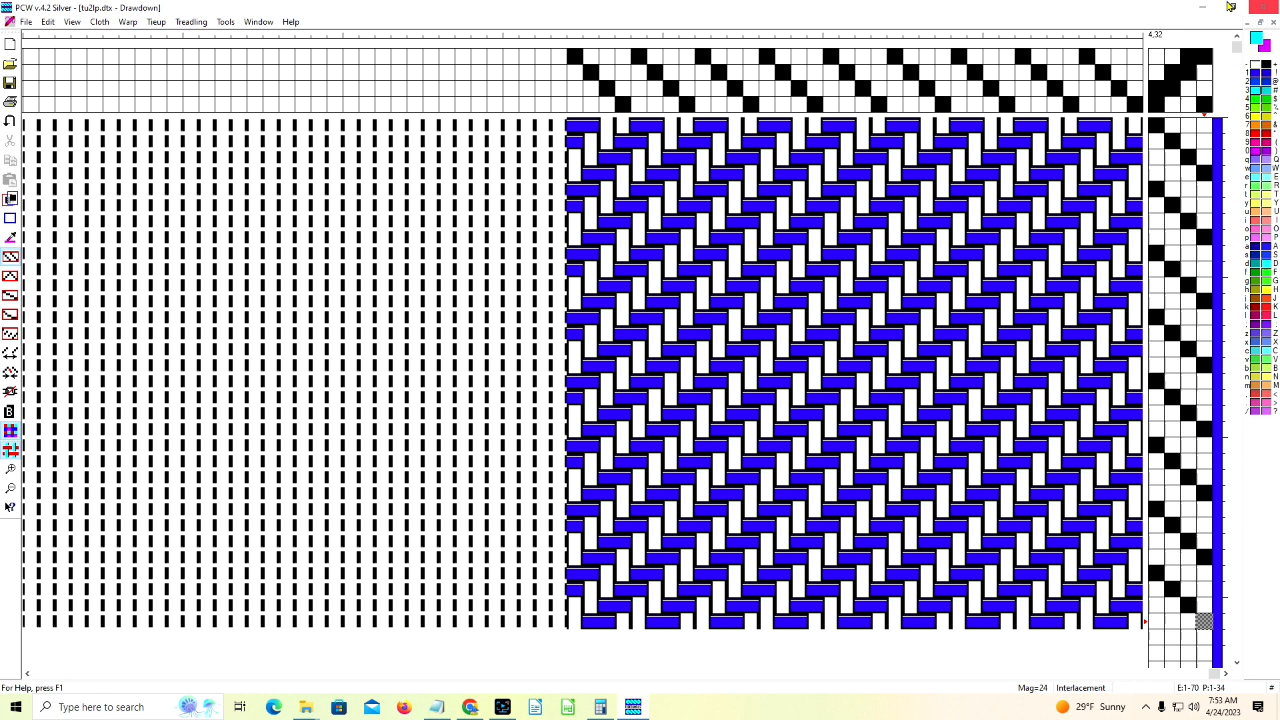 PCW v.4.2 Silver - [tu2lp.dtx - Drawdown]
File Edit View Cloth Warp Tieup Treadling Tools Window Help
4,32
B
For Help, press F1
Mag=24 Interlacement E:1-70 P:1-34 #
Type here to search
29°F Sunny
7:53 AM
4/24/2023